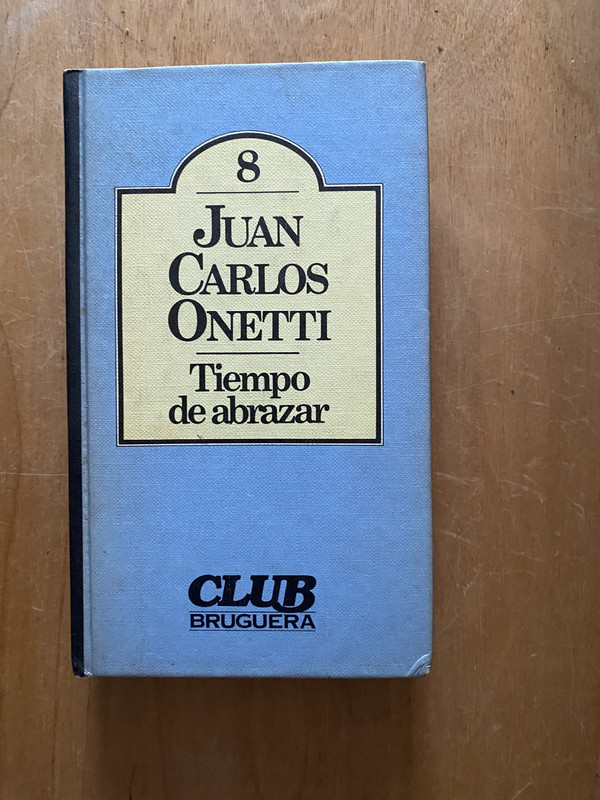 8
JUAN
CARLOS
ONETTI
Tiempo
de abrazar
CLUB
BRUGUERA